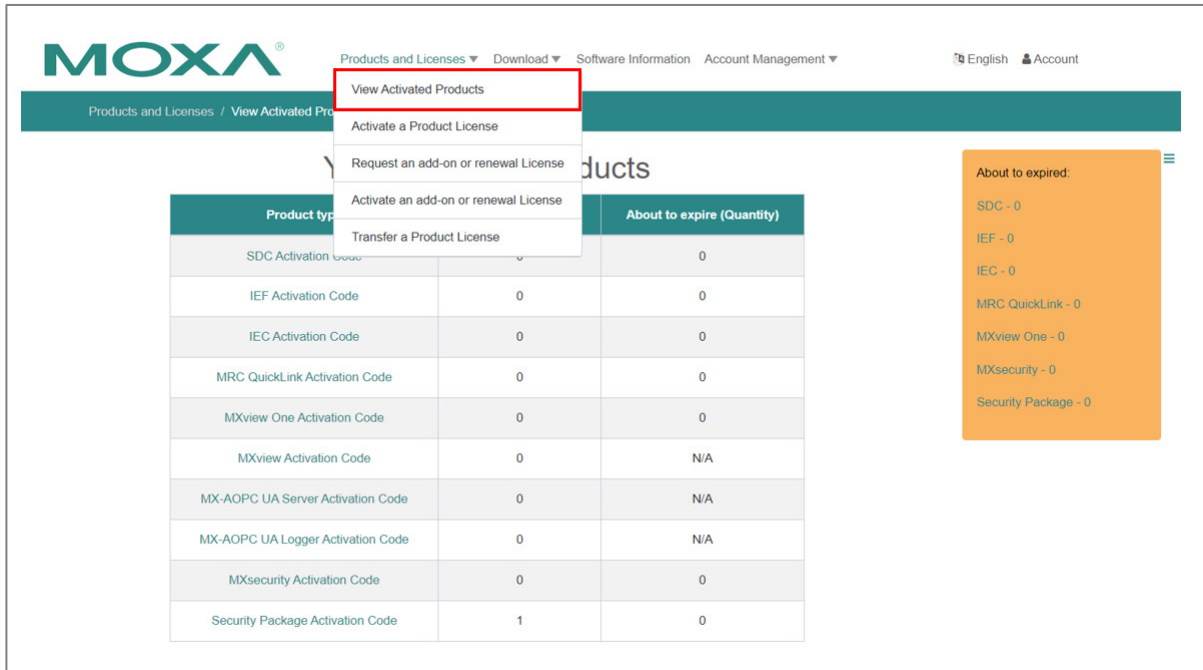 MOXA®
Products and Licenses ▼ Download ▼ Software Information Account Management ▼ English Account
View Activated Products
Products and Licenses / View Activated Pro
Activate a Product License
Request an add-on or renewal License
Activate an add-on or renewal License
Transfer a Product License
ducts
About to expired:
SDC - 0
IEF - 0
IEC - 0
MRC QuickLink - 0
MXview One - 0
MXsecurity - 0
Security Package - 0
Product typ About to expire (Quantity)
SDC Activation Code 0 0
IEF Activation Code 0 0
IEC Activation Code 0 0
MRC QuickLink Activation Code 0 0
MXview One Activation Code 0 0
MXview Activation Code 0 N/A
MX-AOPC UA Server Activation Code 0 N/A
MX-AOPC UA Logger Activation Code 0 N/A
MXsecurity Activation Code 0 0
Security Package Activation Code 1 0